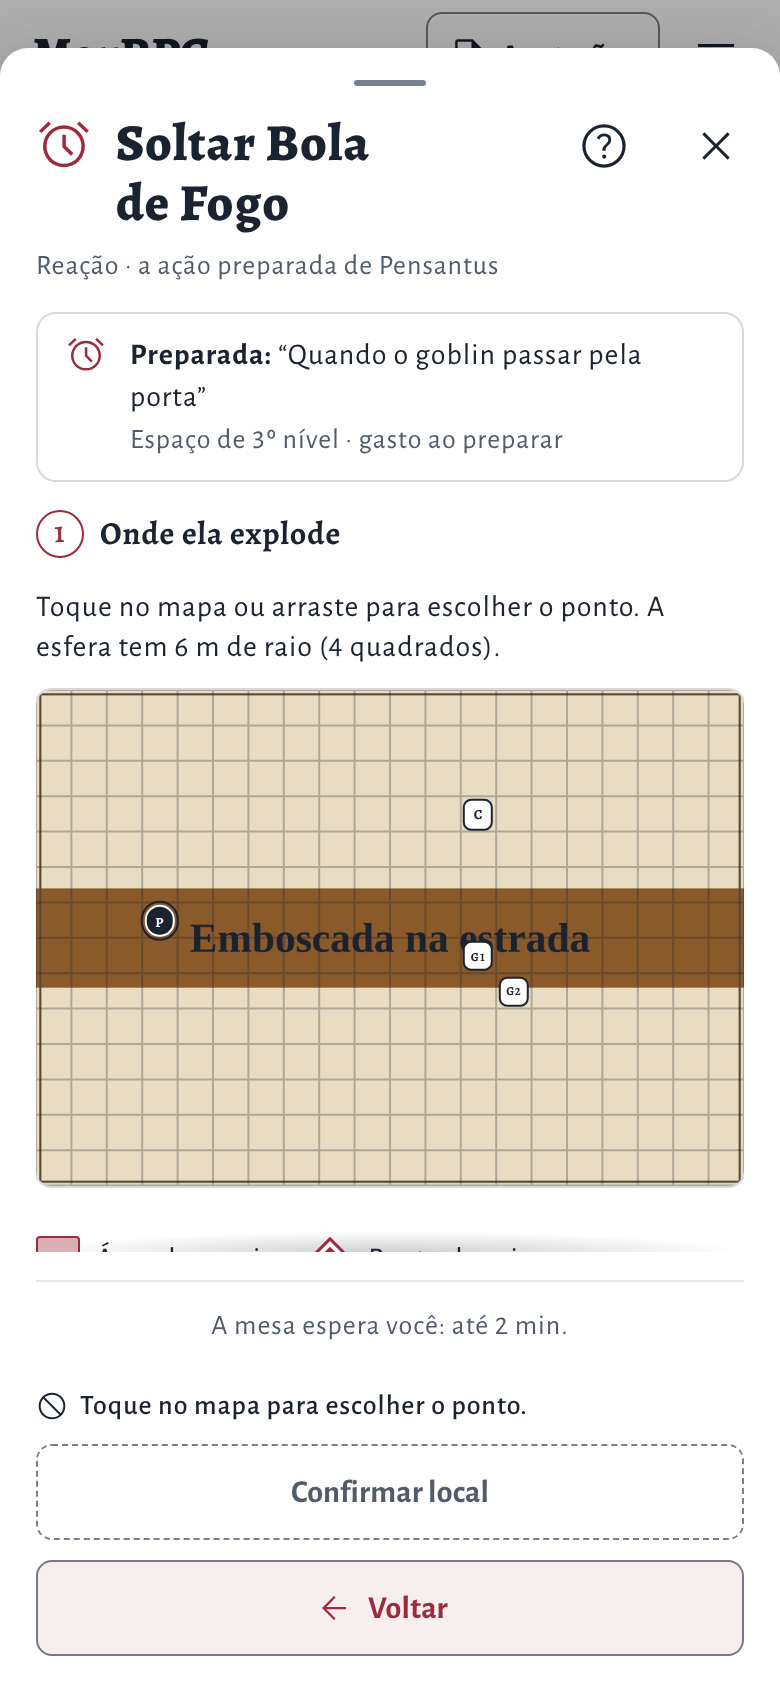 Soltar Bola
de Fogo
Reação · a ação preparada de Pensantus
Preparada: “Quando o goblin passar pela
porta”
Espaço de 3º nível · gasto ao preparar
1 Onde ela explode
Toque no mapa ou arraste para escolher o ponto. A
esfera tem 6 m de raio (4 quadrados).
C
P
Emboscada na estrada
G1
G2
A mesa espera você: até 2 min.
Toque no mapa para escolher o ponto.
Confirmar local
Voltar